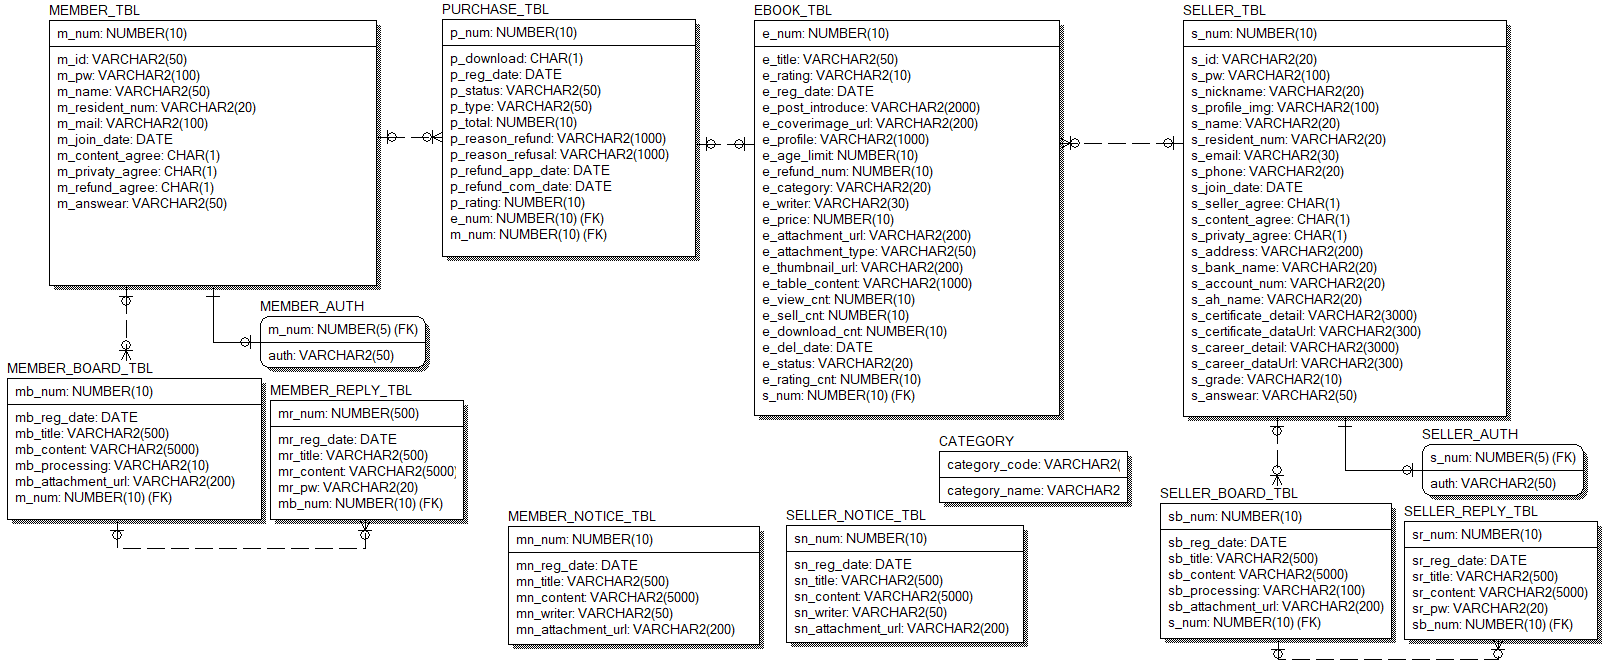 MEMBER_TBL
m_num: NUMBER(10)
m_id: VARCHAR2(50)
m_pw: VARCHAR2(100)
m_name: VARCHAR2(50)
m_resident_num: VARCHAR2(20)
m_mail: VARCHAR2(100)
m_join_date: DATE
m_content_agree: CHAR(1)
m_privaty_agree: CHAR(1)
m_refund_agree: CHAR(1)
m_answear: VARCHAR2(50)
PURCHASE_TBL
p_num: NUMBER(10)
p_download: CHAR(1)
p_reg_date: DATE
p_status: VARCHAR2(50)
p_type: VARCHAR2(50)
p_total: NUMBER(10)
p_reason_refund: VARCHAR2(1000)
p_reason_refusal: VARCHAR2(1000)
p_refund_app_date: DATE
p_refund_com_date: DATE
p_rating: NUMBER(10)
e_num: NUMBER(10) (FK)
m_num: NUMBER(10) (FK)
EBOOK_TBL
e_num: NUMBER(10)
e_title: VARCHAR2(50)
e_rating: VARCHAR2(10)
e_reg_date: DATE
e_post_introduce: VARCHAR2(2000)
e_coverimage_url: VARCHAR2(200)
e_profile: VARCHAR2(1000)
e_age_limit: NUMBER(10)
e_refund_num: NUMBER(10)
e_category: VARCHAR2(20)
e_writer: VARCHAR2(30)
e_price: NUMBER(10)
e_attachment_url: VARCHAR2(200)
e_attachment_type: VARCHAR2(50)
e_thumbnail_url: VARCHAR2(200)
e_table_content: VARCHAR2(1000)
e_view_cnt: NUMBER(10)
e_sell_cnt: NUMBER(10)
e_download_cnt: NUMBER(10)
e_del_date: DATE
e_status: VARCHAR2(20)
e_rating_cnt: NUMBER(10)
s_num: NUMBER(10) (FK)
SELLER_TBL
s_num: NUMBER(10)
s_id: VARCHAR2(20)
s_pw: VARCHAR2(100)
s_nickname: VARCHAR2(20)
s_profile_img: VARCHAR2(100)
s_name: VARCHAR2(20)
s_resident_num: VARCHAR2(20)
s_email: VARCHAR2(30)
s_phone: VARCHAR2(20)
s_join_date: DATE
s_seller_agree: CHAR(1)
s_content_agree: CHAR(1)
s_privaty_agree: CHAR(1)
s_address: VARCHAR2(200)
s_bank_name: VARCHAR2(20)
s_account_num: VARCHAR2(20)
s_ah_name: VARCHAR2(20)
s_certificate_detail: VARCHAR2(3000)
s_certificate_dataUrl: VARCHAR2(300)
s_career_detail: VARCHAR2(3000)
s_career_dataUrl: VARCHAR2(300)
s_grade: VARCHAR2(10)
s_answear: VARCHAR2(50)
MEMBER_AUTH
m_num: NUMBER(5) (FK)
auth: VARCHAR2(50)
MEMBER_BOARD_TBL
mb_num: NUMBER(10)
mb_reg_date: DATE
mb_title: VARCHAR2(500)
mb_content: VARCHAR2(5000)
mb_processing: VARCHAR2(10)
mb_attachment_url: VARCHAR2(200)
m_num: NUMBER(10) (FK)
MEMBER_REPLY_TBL
mr_num: NUMBER(500)
mr_reg_date: DATE
mr_title: VARCHAR2(500)
mr_content: VARCHAR2(5000)
mr_pw: VARCHAR2(20)
mb_num: NUMBER(10) (FK)
MEMBER_NOTICE_TBL
mn_num: NUMBER(10)
mn_reg_date: DATE
mn_title: VARCHAR2(500)
mn_content: VARCHAR2(5000)
mn_writer: VARCHAR2(50)
mn_attachment_url: VARCHAR2(200)
SELLER_NOTICE_TBL
sn_num: NUMBER(10)
sn_reg_date: DATE
sn_title: VARCHAR2(500)
sn_content: VARCHAR2(5000)
sn_writer: VARCHAR2(50)
sn_attachment_url: VARCHAR2(200)
CATEGORY
category_code: VARCHAR2(
category_name: VARCHAR2
SELLER_AUTH
s_num: NUMBER(5) (FK)
auth: VARCHAR2(50)
SELLER_BOARD_TBL
sb_num: NUMBER(10)
sb_reg_date: DATE
sb_title: VARCHAR2(500)
sb_content: VARCHAR2(5000)
sb_processing: VARCHAR2(100)
sb_attachment_url: VARCHAR2(200)
s_num: NUMBER(10) (FK)
SELLER_REPLY_TBL
sr_num: NUMBER(10)
sr_reg_date: DATE
sr_title: VARCHAR2(500)
sr_content: VARCHAR2(5000)
sr_pw: VARCHAR2(20)
sb_num: NUMBER(10) (FK)